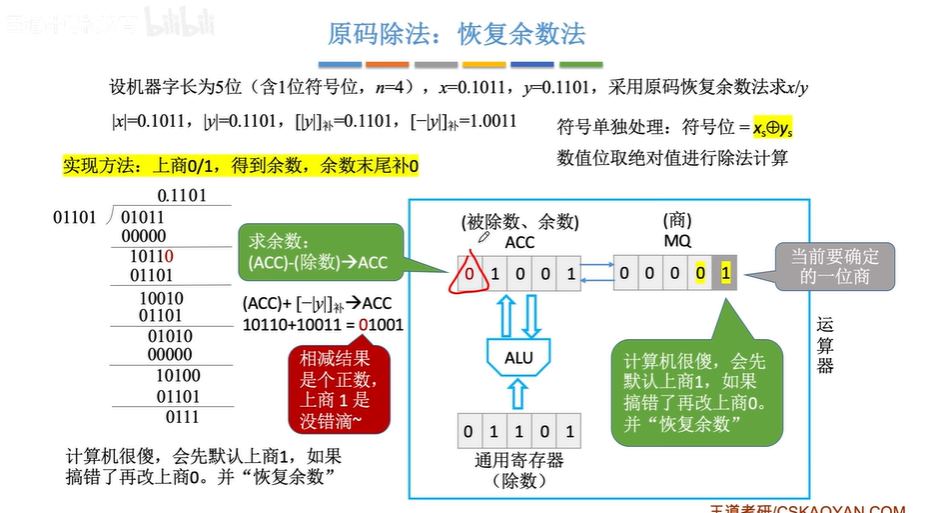 bilibili
原码除法：恢复余数法
设机器字长为5位（含1位符号位，n=4），x=0.1011，y=0.1101，采用原码恢复余数法求x/y
|x|=0.1011，|y|=0.1101，[|y|]补=0.1101，[−|y|]补=1.0011
符号单独处理：符号位 = xs⊕ys
数值位取绝对值进行除法计算
实现方法：上商0/1，得到余数，余数末尾补0
0.1101
01101
01011
00000
10110
01101
10010
01101
01010
00000
10100
01101
0111
求余数：
(ACC)-(除数)→ACC
(ACC)+ [−|y|]补→ACC
10110+10011 = 01001
相减结果
是个正数，
上商 1 是
没错滴~
计算机很傻，会先默认上商1，如果
搞错了再改上商0。并“恢复余数”
(被除数、余数)
ACC
0 1 0 0 1
(商)
MQ
0 0 0 0 1
当前要确定
的一位商
ALU
0 1 1 0 1
通用寄存器
（除数）
计算机很傻，会先
默认上商1，如果
搞错了再改上商0。
并“恢复余数”
运
算
器
王道考研/CSKAOYAN.COM